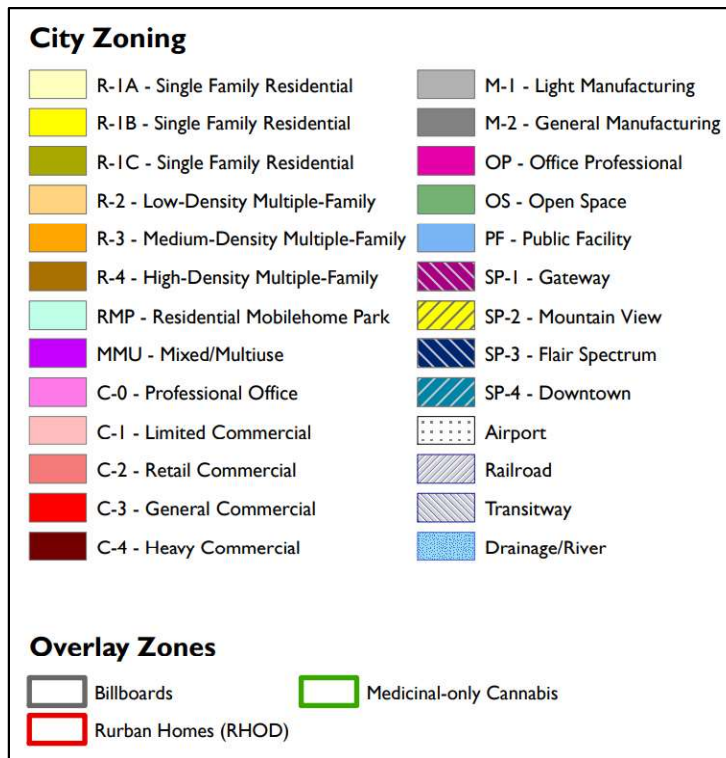 City Zoning
R-1A - Single Family Residential
R-1B - Single Family Residential
R-1C - Single Family Residential
R-2 - Low-Density Multiple-Family
R-3 - Medium-Density Multiple-Family
R-4 - High-Density Multiple-Family
RMP - Residential Mobilehome Park
MMU - Mixed/Multiuse
C-0 - Professional Office
C-1 - Limited Commercial
C-2 - Retail Commercial
C-3 - General Commercial
C-4 - Heavy Commercial
M-1 - Light Manufacturing
M-2 - General Manufacturing
OP - Office Professional
OS - Open Space
PF - Public Facility
SP-1 - Gateway
SP-2 - Mountain View
SP-3 - Flair Spectrum
SP-4 - Downtown
Airport
Railroad
Transitway
Drainage/River
Overlay Zones
Billboards
Rurban Homes (RHOD)
Medicinal-only Cannabis